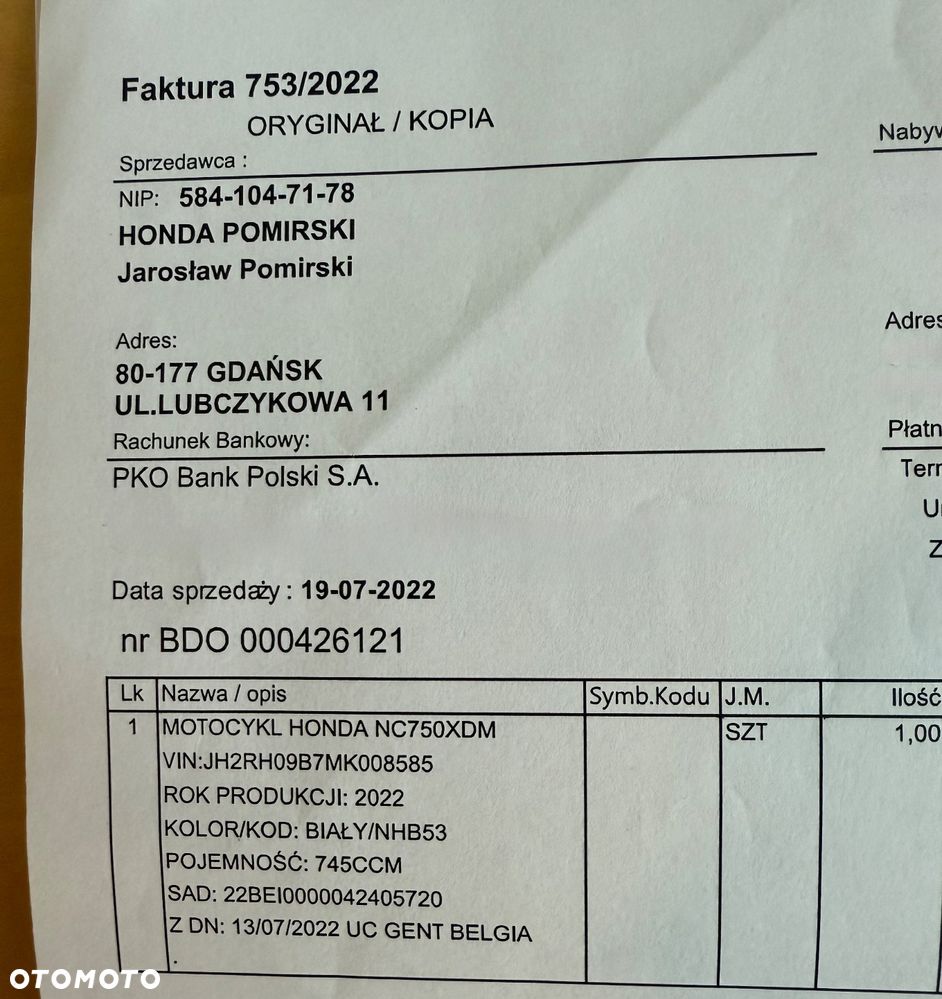 Faktura 753/2022
ORYGINAŁ / KOPIA
Sprzedawca :
NIP: 584-104-71-78
HONDA POMIRSKI
Jarosław Pomirski
Adres:
80-177 GDAŃSK
UL.LUBCZYKOWA 11
Rachunek Bankowy:
PKO Bank Polski S.A.
Nabyw
Adres
Płatn
Term
Data sprzedaży : 19-07-2022
nr BDO 000426121
Lk Nazwa / opis Symb.Kodu J.M. Ilość
1 MOTOCYKL HONDA NC750XDM SZT 1,00
VIN:JH2RH09B7MK008585
ROK PRODUKCJI: 2022
KOLOR/KOD: BIAŁY/NHB53
POJEMNOŚĆ: 745CCM
SAD: 22BEI0000042405720
Z DN: 13/07/2022 UC GENT BELGIA
.
OTOMOTO